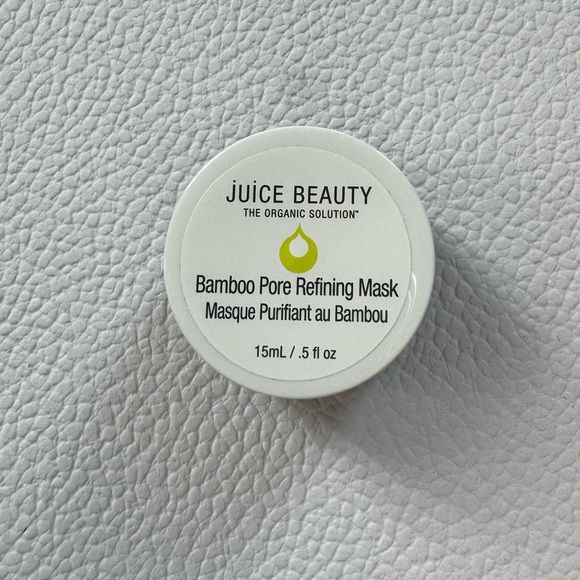 JUICE BEAUTY
THE ORGANIC SOLUTION™
Bamboo Pore Refining Mask
Masque Purifiant au Bambou
15mL / .5 fl oz